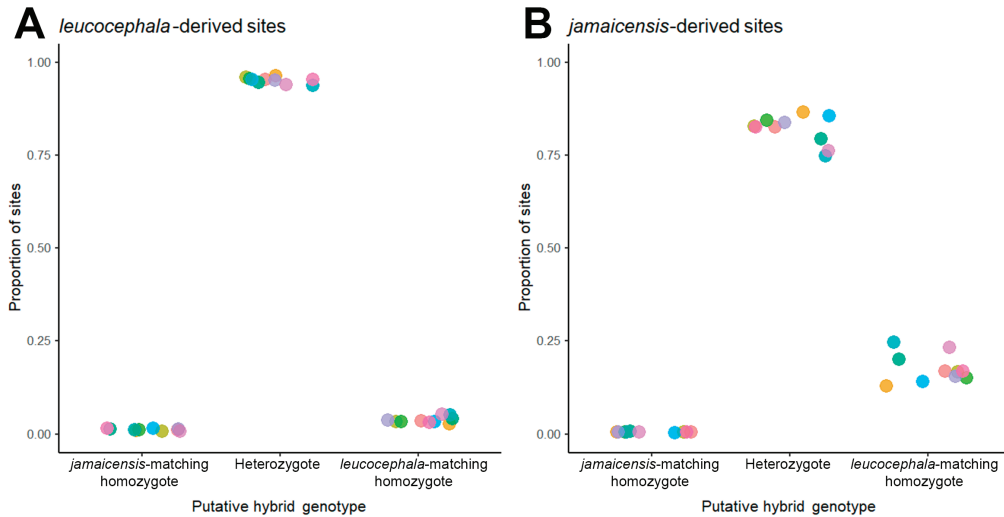 A
leucocephala-derived sites
1.00
0.75
0.50
0.25
0.00
Proportion of sites
jamaicensis-matching
homozygote
Heterozygote
leucocephala-matching
homozygote
Putative hybrid genotype
B
jamaicensis-derived sites
1.00
0.75
0.50
0.25
0.00
Proportion of sites
jamaicensis-matching
homozygote
Heterozygote
leucocephala-matching
homozygote
Putative hybrid genotype